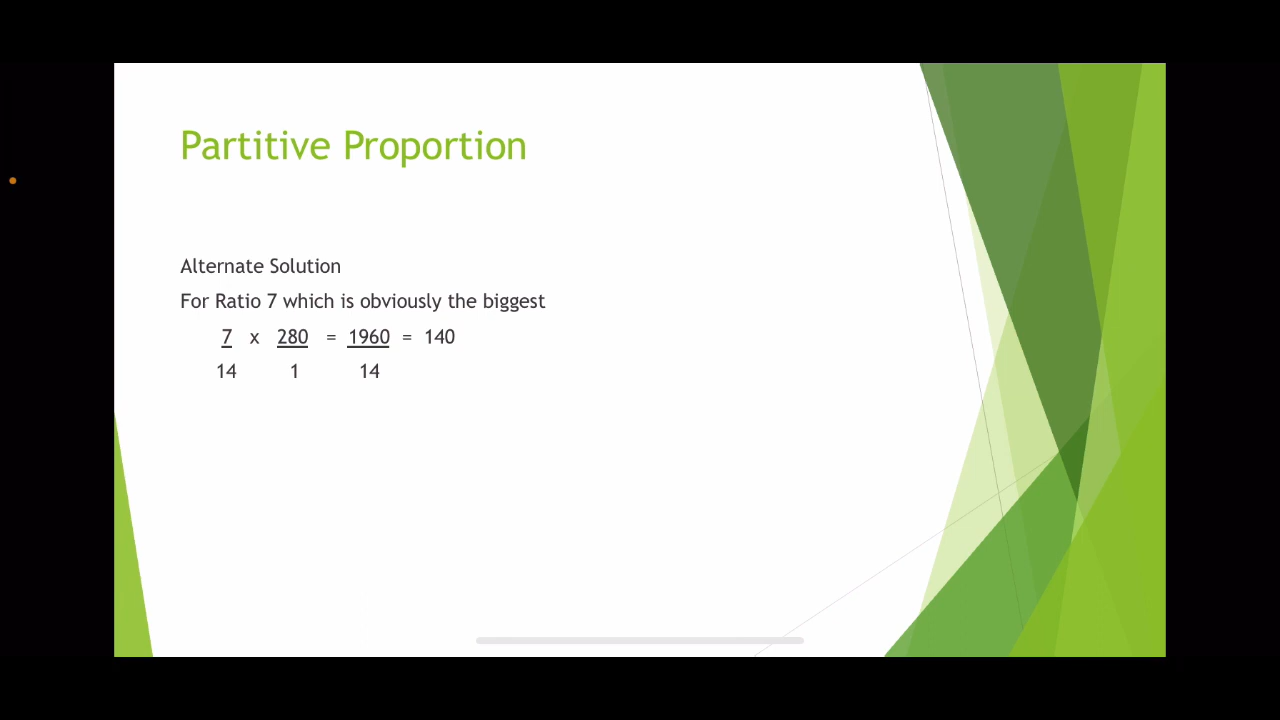 Partitive Proportion
Alternate Solution
For Ratio 7 which is obviously the biggest
7 x 280 = 1960 = 140
14 1 14